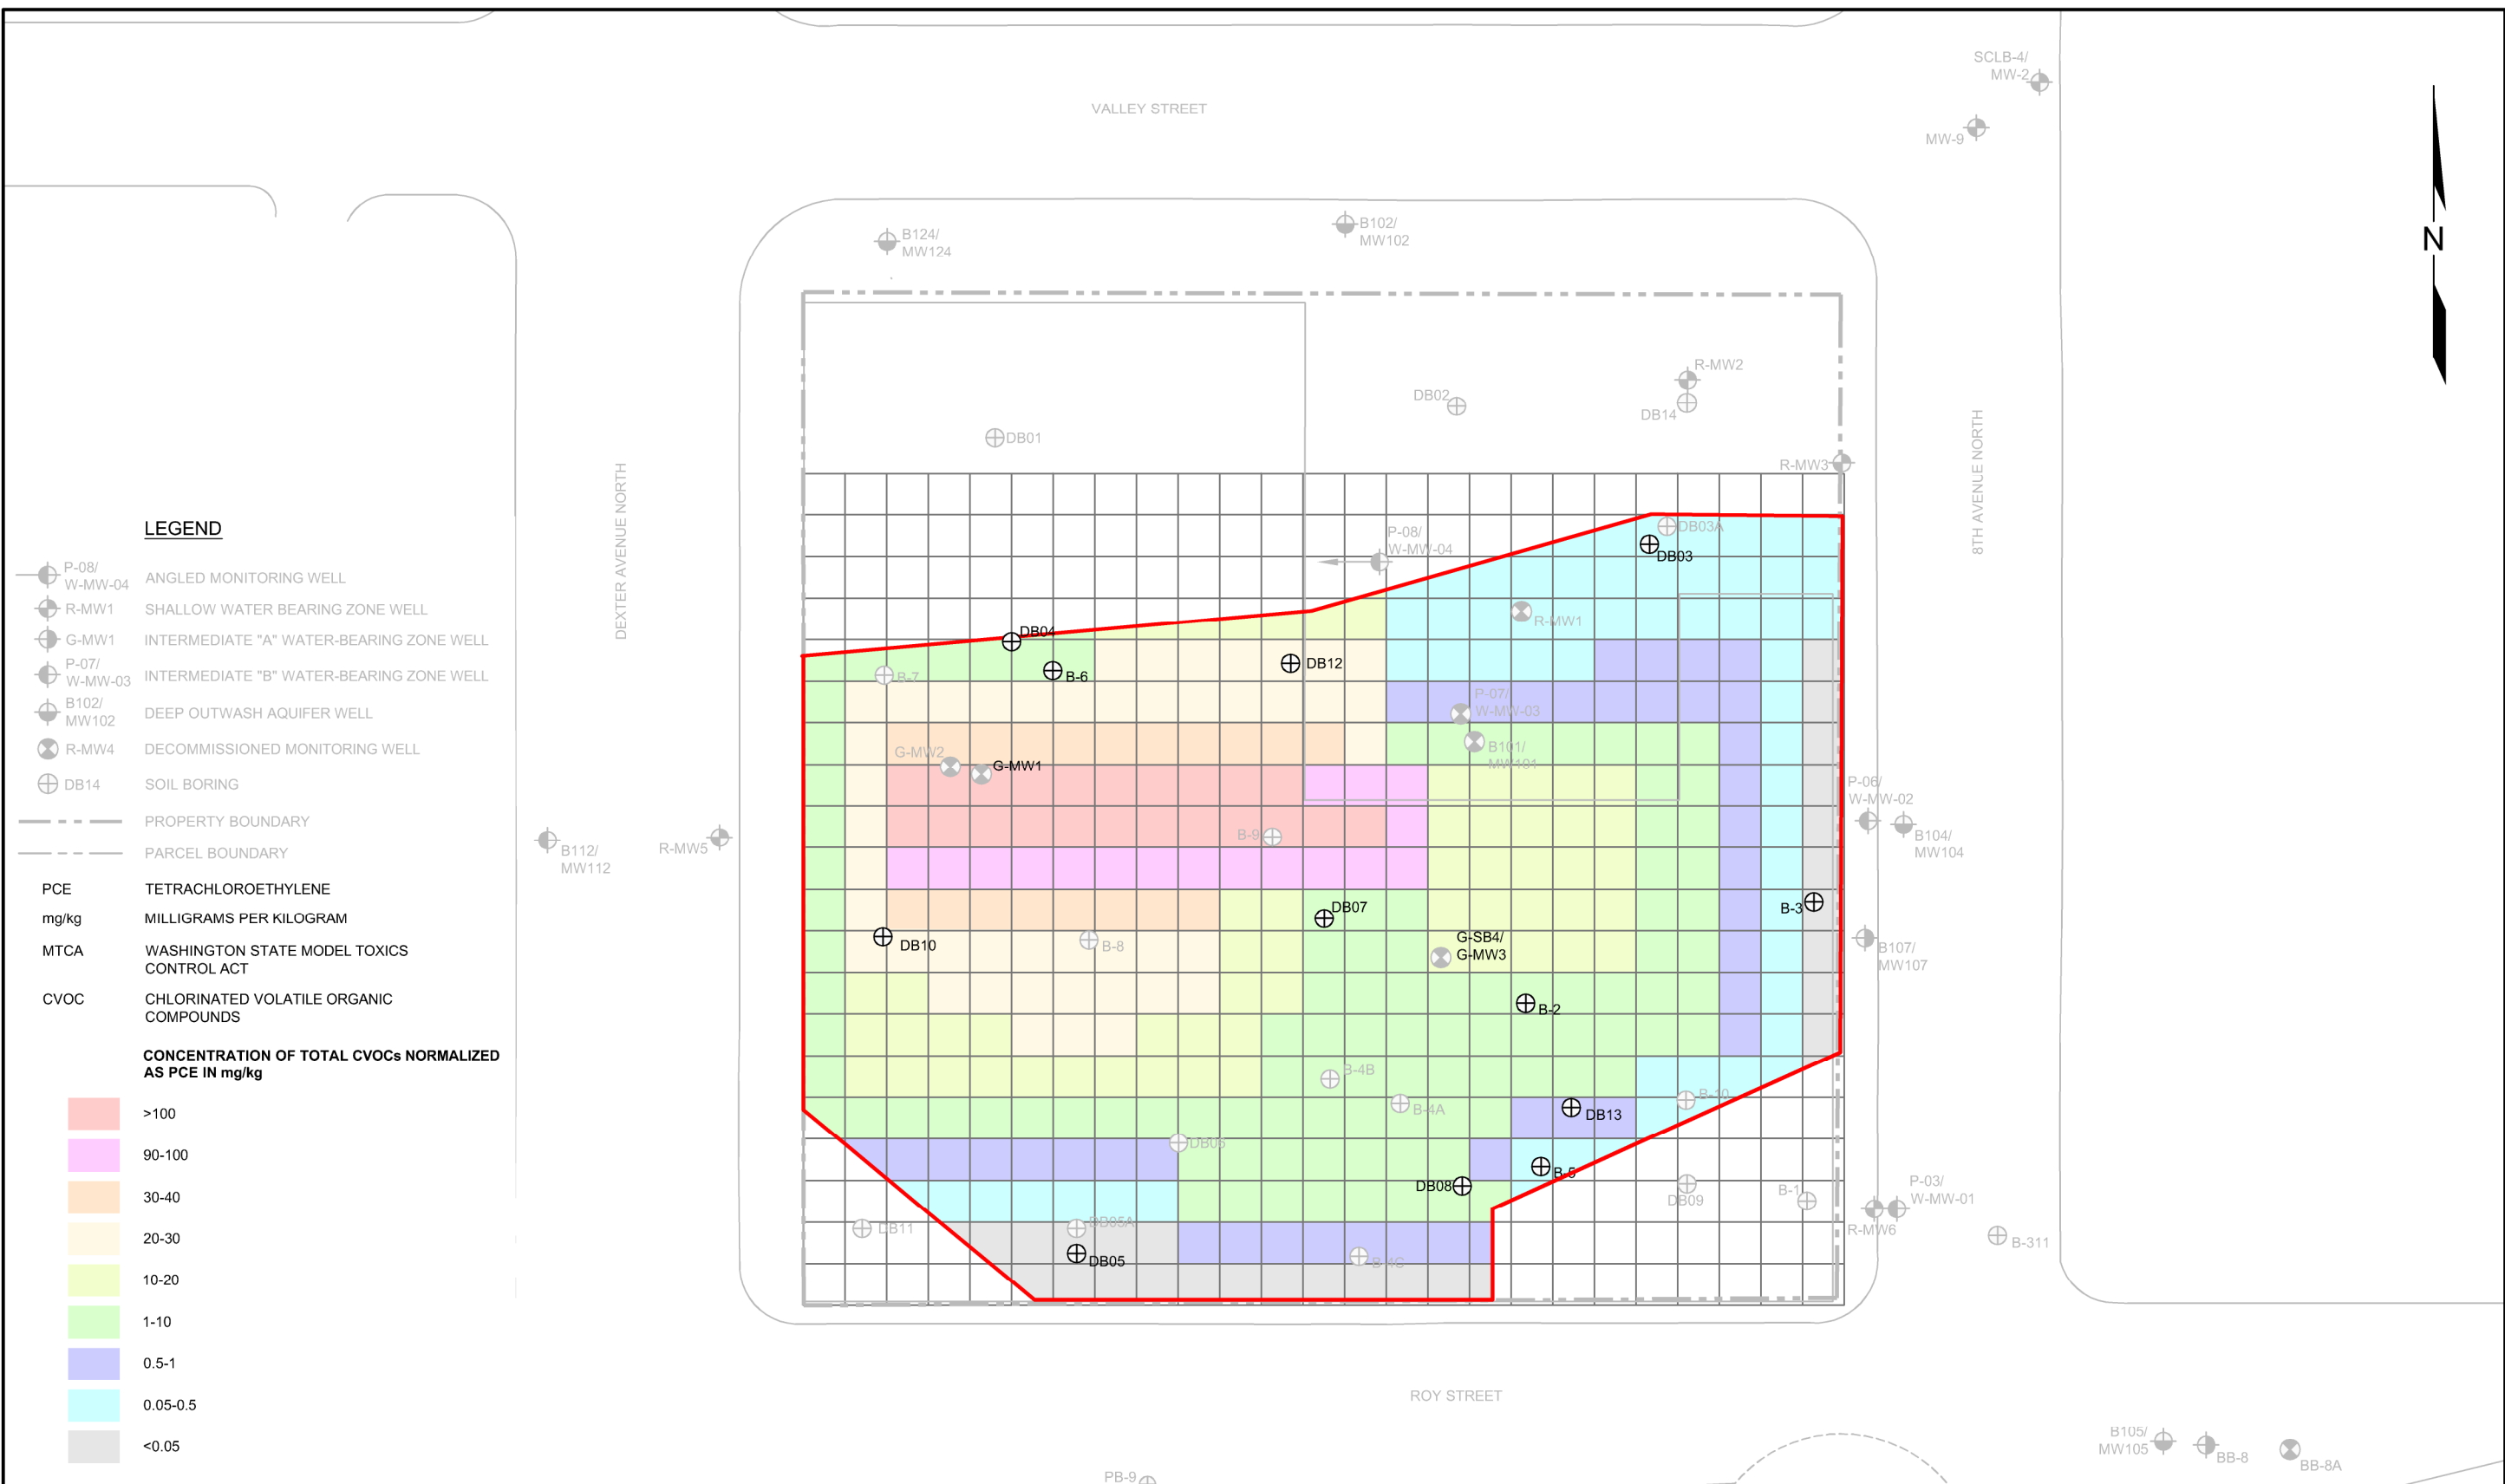 SCLB-4/
MW-2
VALLEY STREET
MW-9
B124/
MW124
B102/
MW102
N
R-MW2
DB02
DB14
DB01
R-MW3
DEXTER AVENUE NORTH
8TH AVENLE NORTH
LEGEND
P-08/
W-MW-04
ANGLED MONITORING WELL
R-MW1
SHALLOW WATER BEARING ZONE WELL
G-MW1
INTERMEDIATE "A" WATER-BEARING ZONE WELL
P-07/
W-MW-03
INTERMEDIATE "B" WATER-BEARING ZONE WELL
B102/
MW102
DEEP OUTWASH AQUIFER WELL
R-MW4
DECOMMISSIONED MONITORING WELL
DB14
SOIL BORING
PROPERTY BOUNDARY
PARCEL BOUNDARY
PCE
TETRACHLOROETHYLENE
mg/kg
MILLIGRAMS PER KILOGRAM
MTCA
WASHINGTON STATE MODEL TOXICS
CONTROL ACT
CVOC
CHLORINATED VOLATILE ORGANIC
COMPOUNDS
CONCENTRATION OF TOTAL CVOCs NORMALIZED
AS PCE IN mg/kg
>100
90-100
30-40
20-30
10-20
1-10
0.5-1
0.05-0.5
<0.05
P-08/
W-MW-04
DB03A
DB03
R-MW1
DB04
B-7
B-6
DB12
P-07/
W-MW-03
B101/
MW101
G-MW2
G-MW1
B-9
R-MW5
B112/
MW112
P-06/
W-MW-02
B104/
MW104
B-3
DB07
DB10
B-8
G-SB4/
G-MW3
B107/
MW107
B-2
B-4B
B-4A
B-10
DB13
DB06
B-5
DB08
DB09
B-1
P-03/
W-MW-01
R-MW6
B-311
DB11
DB05A
DB05
B-4C
ROY STREET
B105/
MW105
BB-8
BB-8A
PB-9